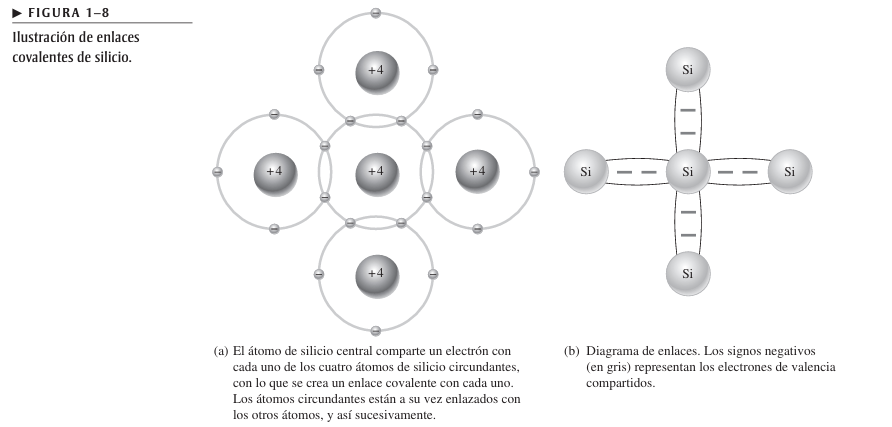 ▶ FIGURA 1–8
Ilustración de enlaces
covalentes de silicio.
+4
+4
+4
+4
+4
Si
Si
Si
Si
Si
(a) El átomo de silicio central comparte un electrón con
cada uno de los cuatro átomos de silicio circundantes,
con lo que se crea un enlace covalente con cada uno.
Los átomos circundantes están a su vez enlazados con
los otros átomos, y así sucesivamente.
(b) Diagrama de enlaces. Los signos negativos
(en gris) representan los electrones de valencia
compartidos.